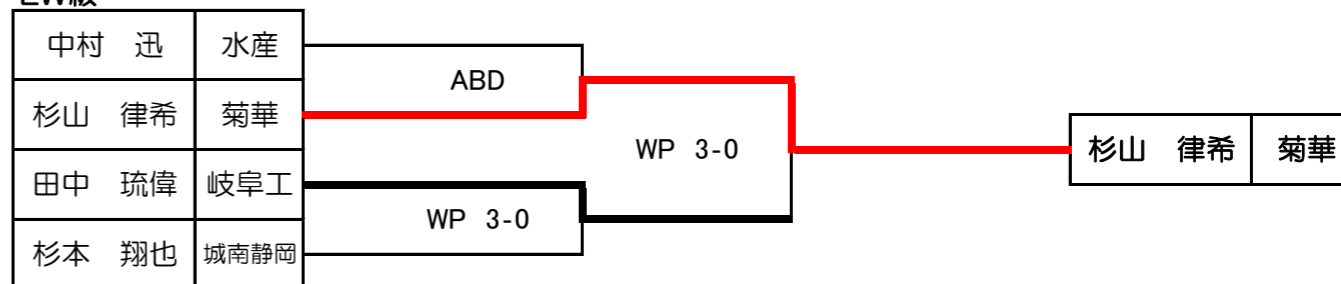 中村　迅 水産
ABD
杉山　律希 菊華
WP 3-0
杉山　律希 菊華
田中　琉偉 岐阜工
WP 3-0
杉本　翔也 城南静岡